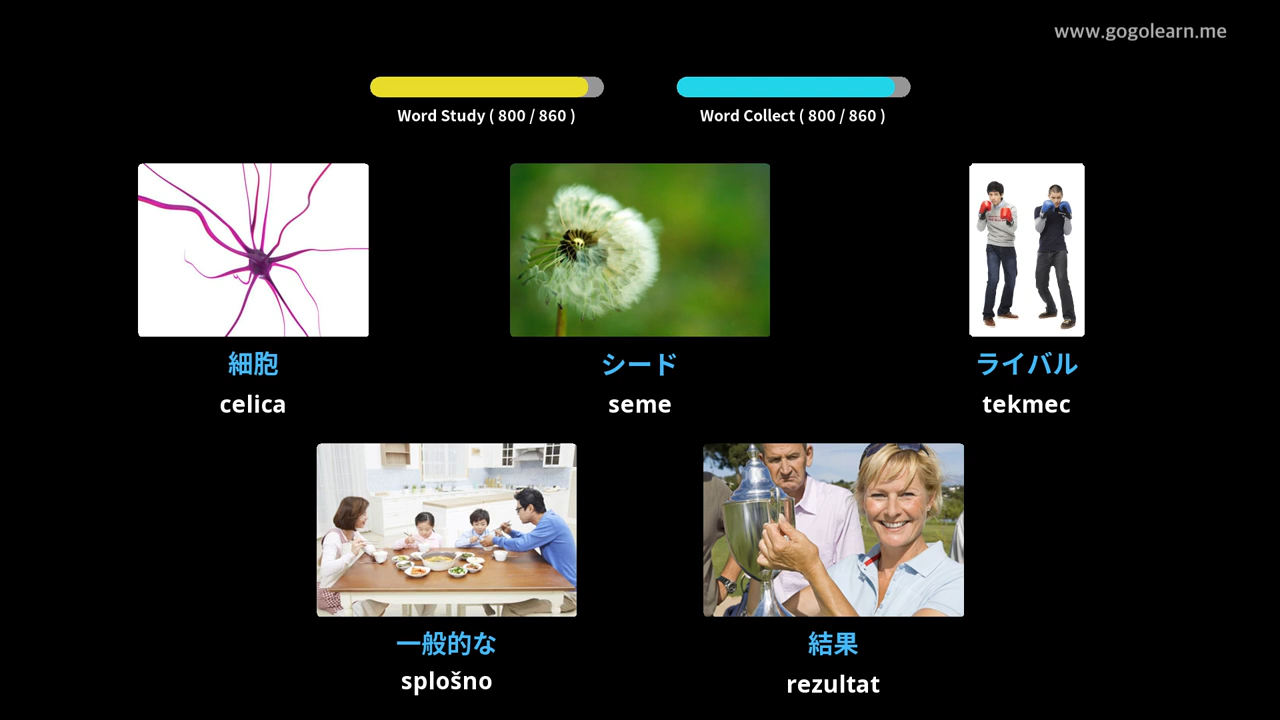 www.gogolearn.me
Word Study ( 800 / 860 )
Word Collect ( 800 / 860 )
細胞
celica
シード
seme
ライバル
tekmec
一般的な
splošno
結果
rezultat